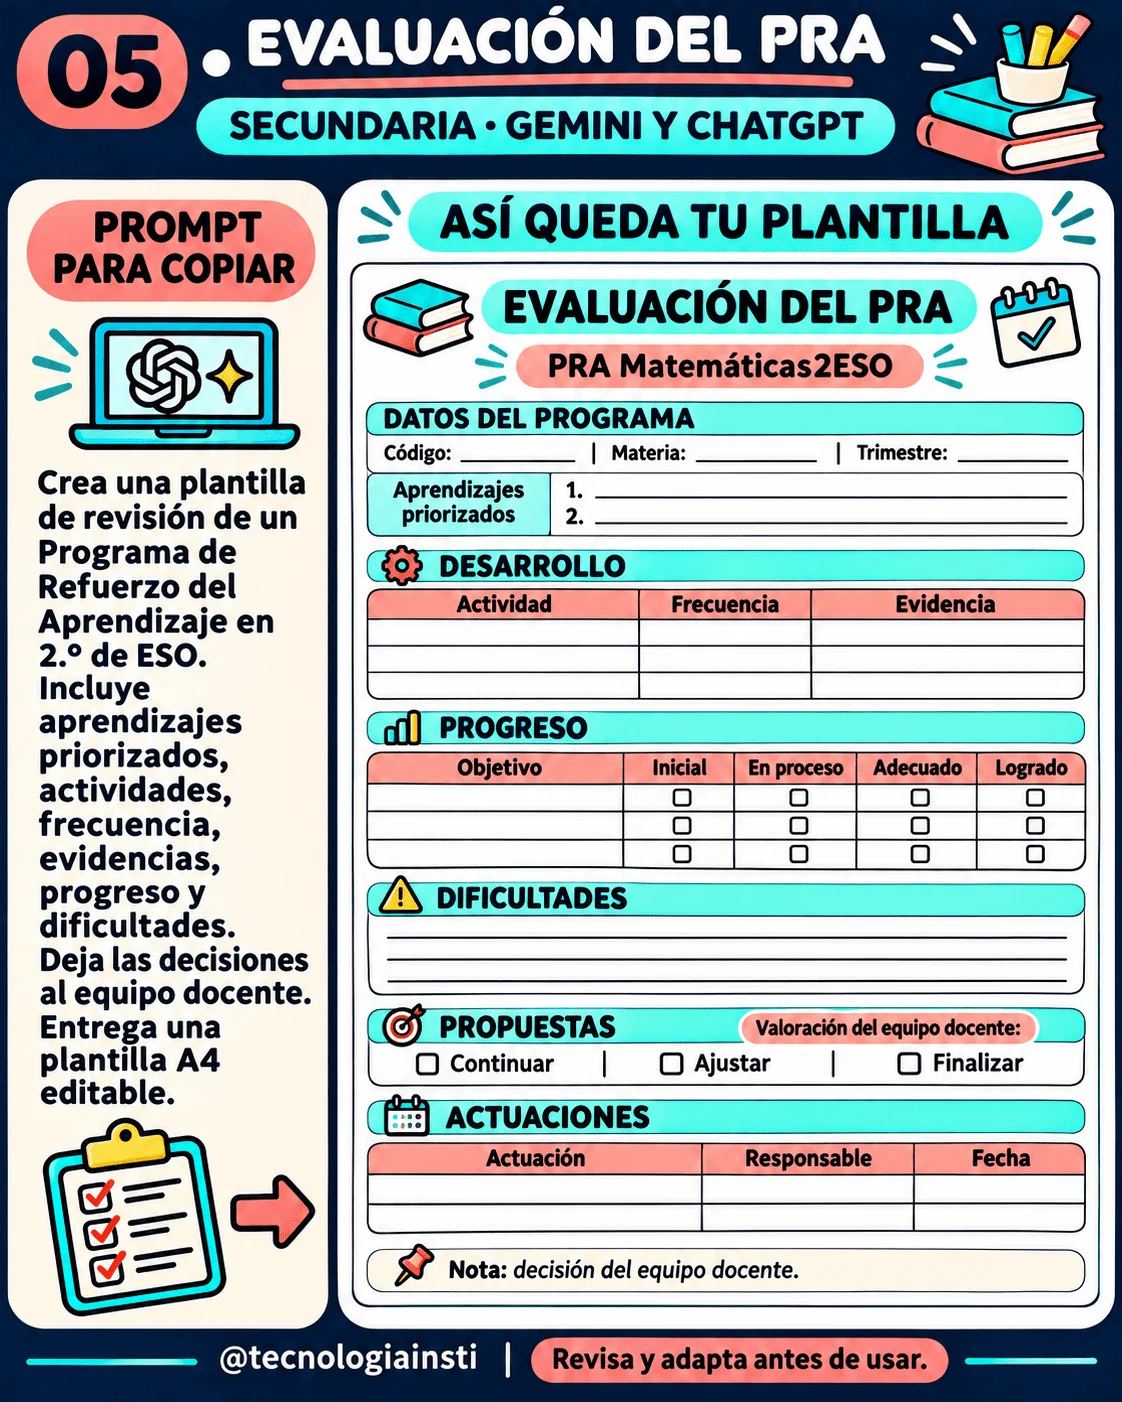 05
• EVALUACIÓN DEL PRA
SECUNDARIA • GEMINI Y CHATGPT
PROMPT
PARA COPIAR
Crea una plantilla
de revisión de un
Programa de
Refuerzo del
Aprendizaje en
2.º de ESO.
Incluye
aprendizajes
priorizados,
actividades,
frecuencia,
evidencias,
progreso y
dificultades.
Deja las decisiones
al equipo docente.
Entrega una
plantilla A4
editable.
ASÍ QUEDA TU PLANTILLA
EVALUACIÓN DEL PRA
PRA Matemáticas2ESO
DATOS DEL PROGRAMA
Código: ____ | Materia: ____ | Trimestre: ____
Aprendizajes
priorizados
1. ____
2. ____
DESARROLLO
Actividad Frecuencia Evidencia
PROGRESO
Objetivo Inicial En proceso Adecuado Logrado
DIFICULTADES
PROPUESTAS Valoración del equipo docente:
Continuar | Ajustar | Finalizar
ACTUACIONES
Actuación Responsable Fecha
Nota: decisión del equipo docente.
@tecnologiainsti | Revisa y adapta antes de usar.